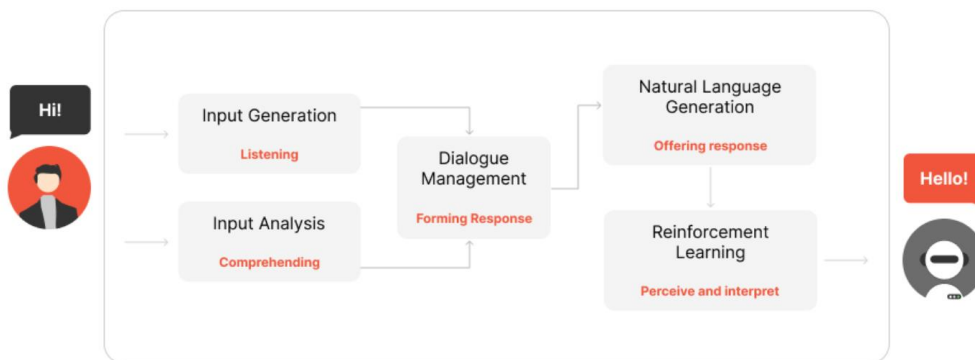 Hi!
Input Generation
Listening
Input Analysis
Comprehending
Dialogue
Management
Forming Response
Natural Language
Generation
Offering response
Reinforcement
Learning
Perceive and interpret
Hello!